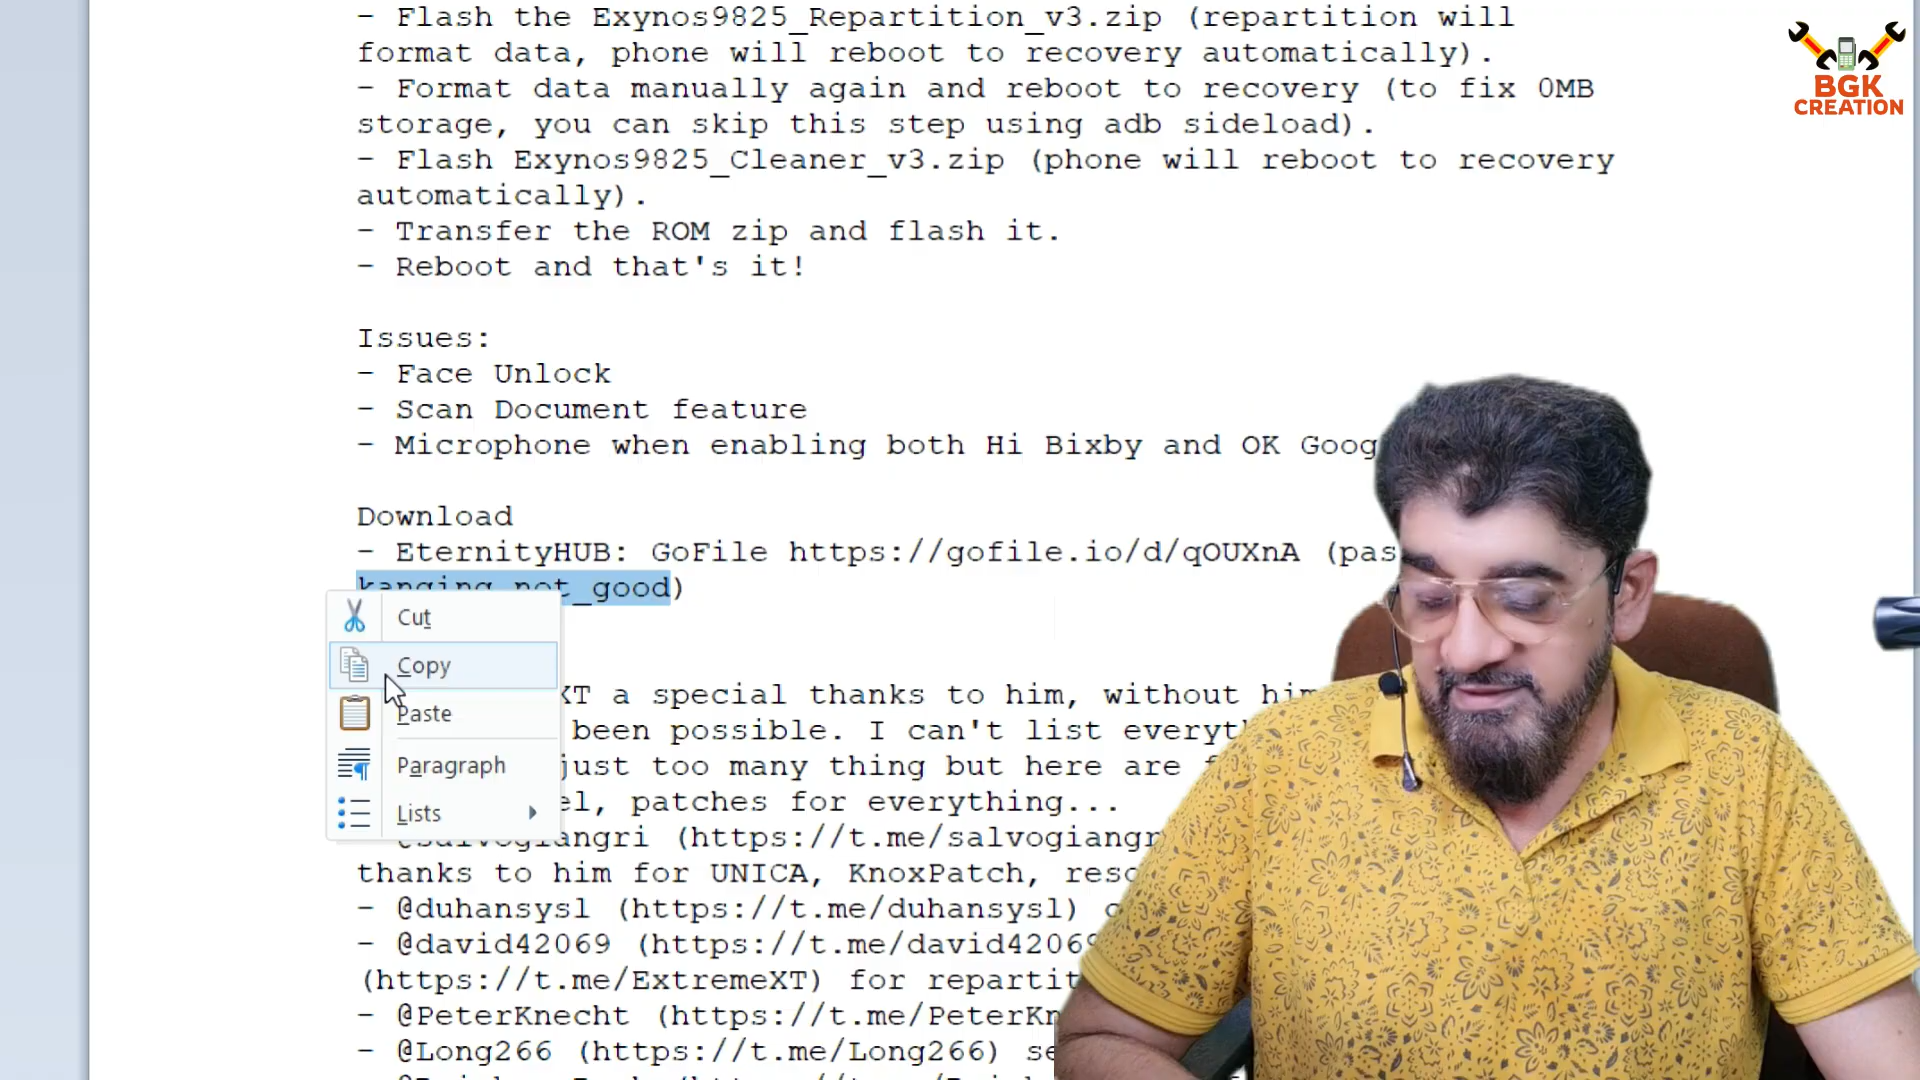 - Flash the Exynos9825_Repartition_v3.zip (repartition will
format data, phone will reboot to recovery automatically).
- Format data manually again and reboot to recovery (to fix 0MB
storage, you can skip this step using adb sideload).
- Flash Exynos9825_Cleaner_v3.zip (phone will reboot to recovery
automatically).
- Transfer the ROM zip and flash it.
- Reboot and that's it!
Issues:
- Face Unlock
- Scan Document feature
- Microphone when enabling both Hi Bixby and OK Goog
Download
- EternityHUB: GoFile https://gofile.io/d/qOUXnA (pas
kanging_not_good)
Cut
Copy
Paste
Paragraph
Lists
XT a special thanks to him, without him
been possible. I can't list everyt
just too many thing but here are f
el, patches for everything...
@salvogiangri (https://t.me/salvogiangr
thanks to him for UNICA, KnoxPatch, reso
- @duhansysl (https://t.me/duhansysl) c
- @david42069 (https://t.me/david42069
(https://t.me/ExtremeXT) for repartit
- @PeterKnecht (https://t.me/PeterKn
- @Long266 (https://t.me/Long266) se
BGK
CREATION